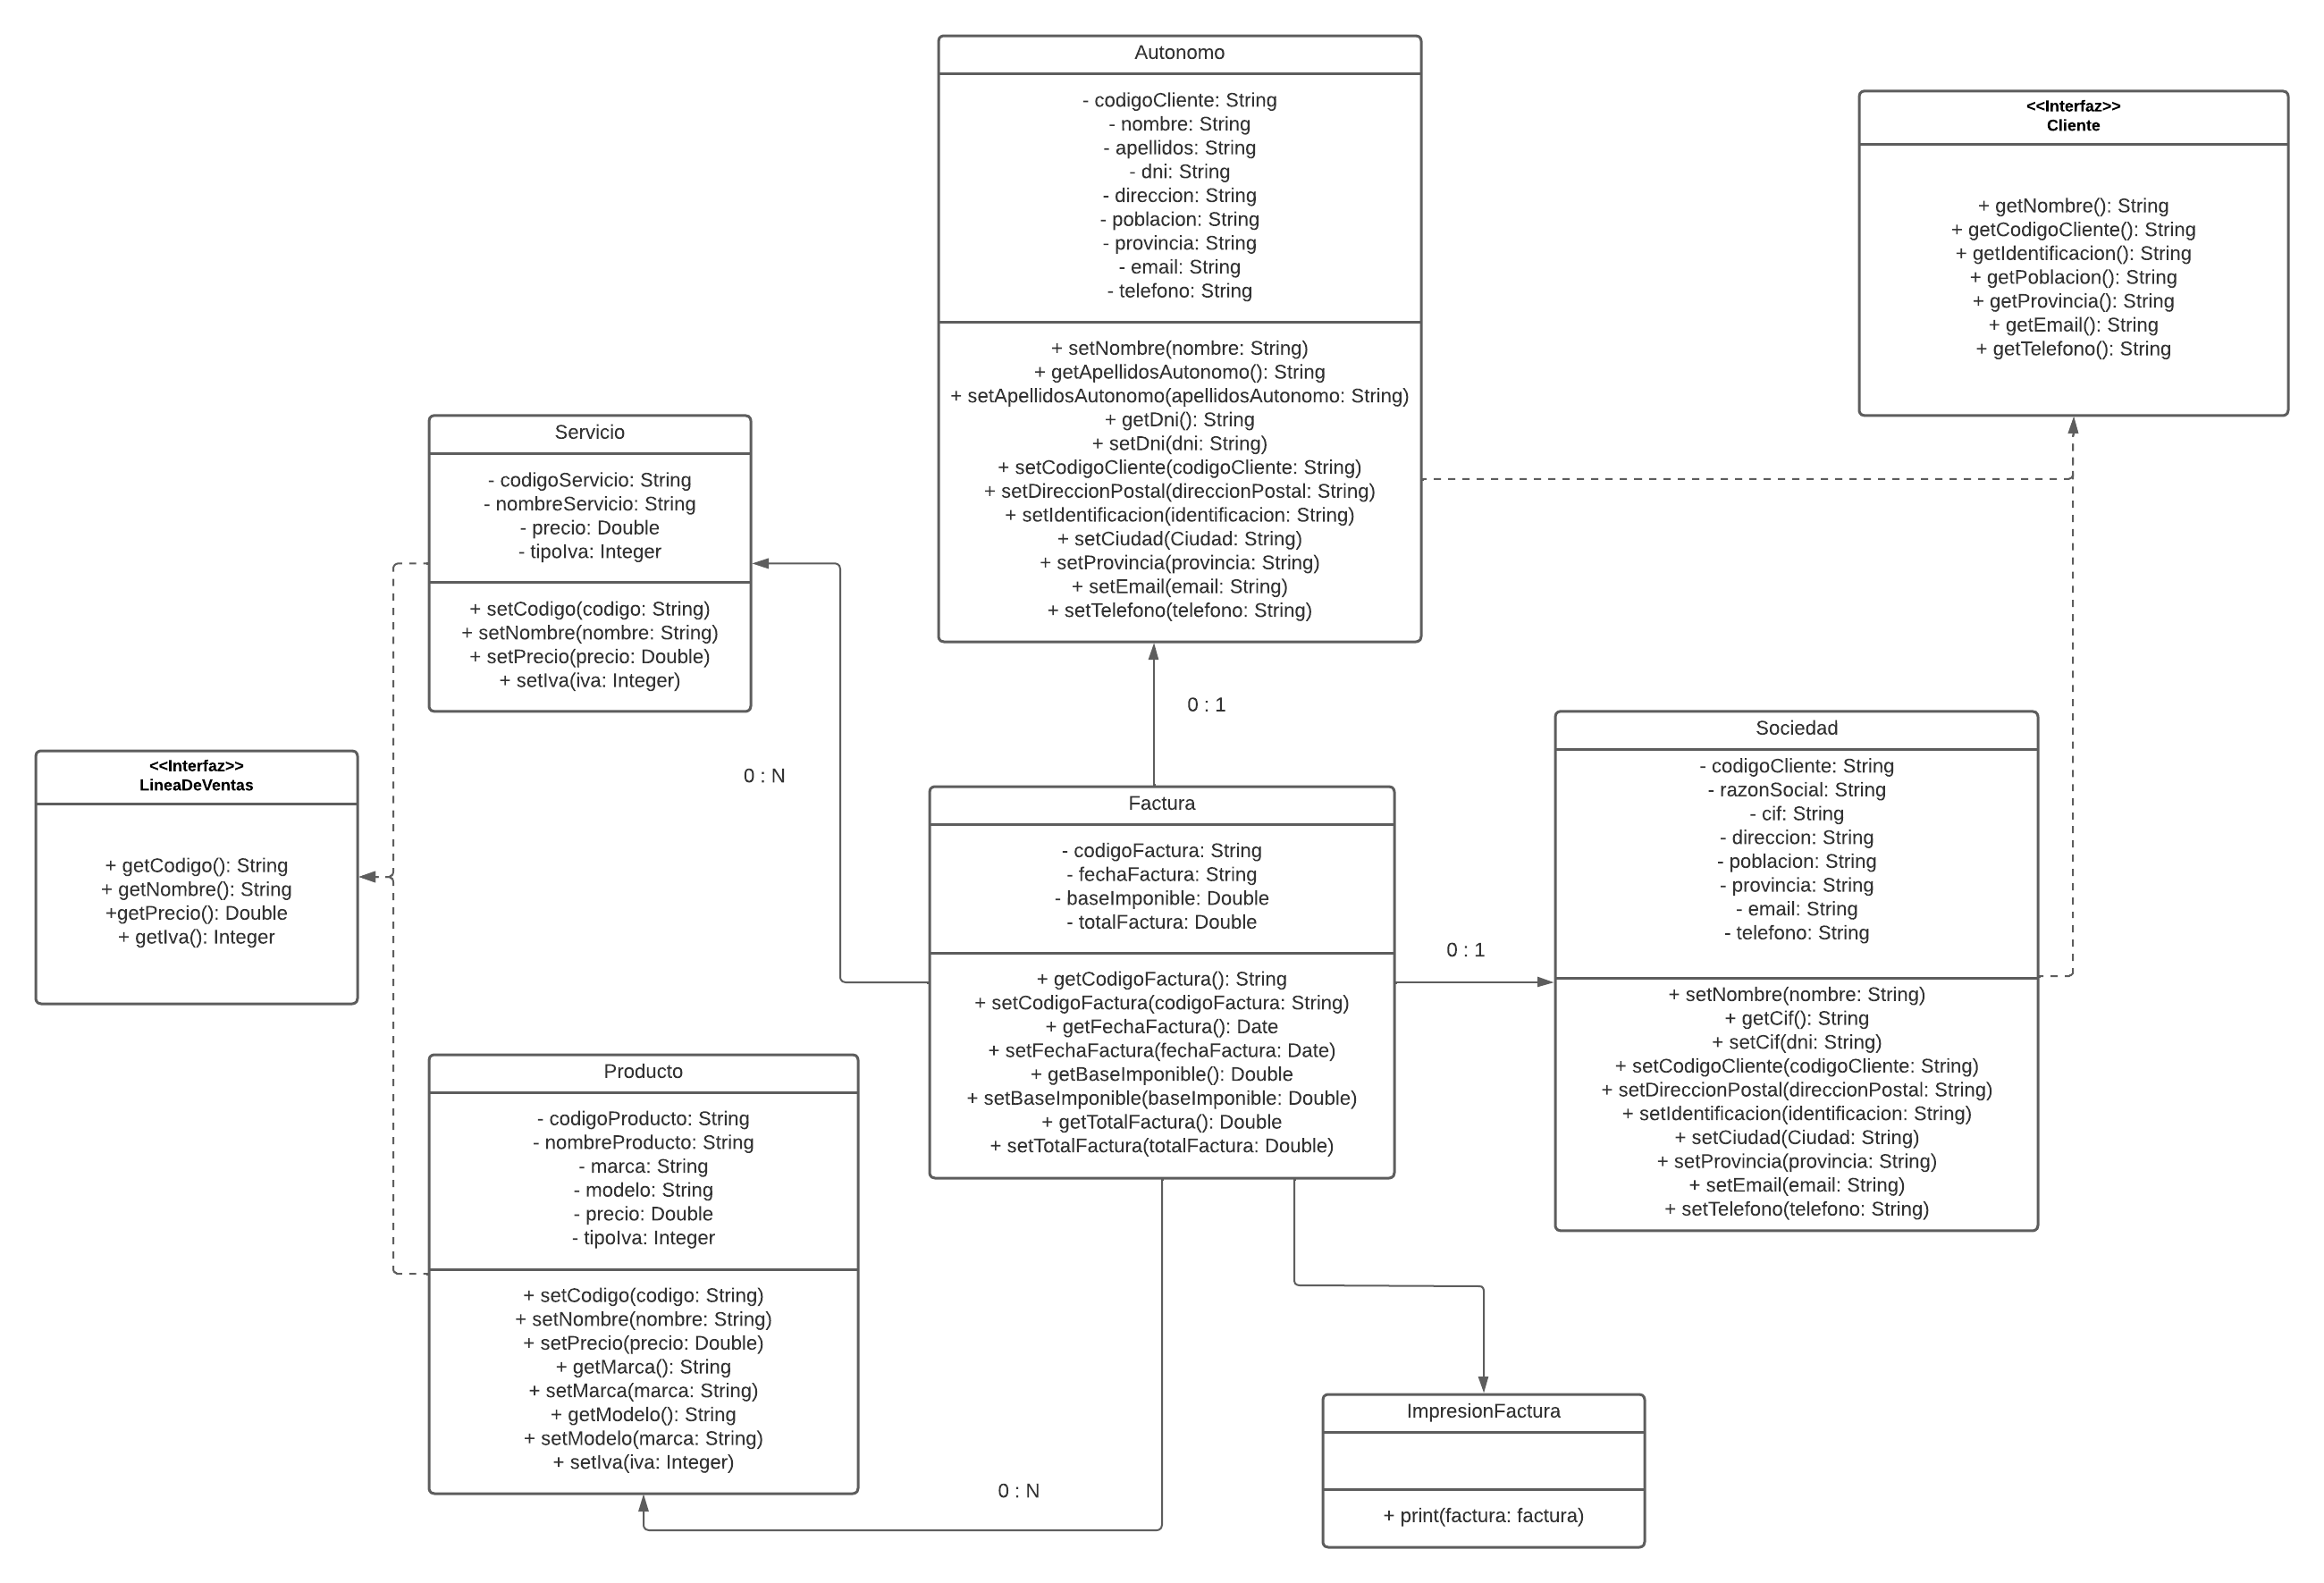 Autonomo
- codigoCliente: String
- nombre: String
- apellidos: String
- dni: String
- direccion: String
- poblacion: String
- provincia: String
- email: String
- telefono: String
+ setNombre(nombre: String)
+ getApellidosAutonomo(): String
+ setApellidosAutonomo(apellidosAutonomo: String)
+ getDni(): String
+ setDni(dni: String)
+ setCodigoCliente(codigoCliente: String)
+ setDireccionPostal(direccionPostal: String)
+ setIdentificacion(identificacion: String)
+ setCiudad(Ciudad: String)
+ setProvincia(provincia: String)
+ setEmail(email: String)
+ setTelefono(telefono: String)
<<Interfaz>>
Cliente
+ getNombre(): String
+ getCodigoCliente(): String
+ getIdentificacion(): String
+ getPoblacion(): String
+ getProvincia(): String
+ getEmail(): String
+ getTelefono(): String
Servicio
- codigoServicio: String
- nombreServicio: String
- precio: Double
- tipoIva: Integer
+ setCodigo(codigo: String)
+ setNombre(nombre: String)
+ setPrecio(precio: Double)
+ setIva(iva: Integer)
0 : 1
0 : N
<<Interfaz>>
LineaDeVentas
+ getCodigo(): String
+ getNombre(): String
+getPrecio(): Double
+ getIva(): Integer
Factura
- codigoFactura: String
- fechaFactura: String
- baseImponible: Double
- totalFactura: Double
+ getCodigoFactura(): String
+ setCodigoFactura(codigoFactura: String)
+ getFechaFactura(): Date
+ setFechaFactura(fechaFactura: Date)
+ getBaseImponible(): Double
+ setBaseImponible(baseImponible: Double)
+ getTotalFactura(): Double
+ setTotalFactura(totalFactura: Double)
0 : 1
Sociedad
- codigoCliente: String
- razonSocial: String
- cif: String
- direccion: String
- poblacion: String
- provincia: String
- email: String
- telefono: String
+ setNombre(nombre: String)
+ getCif(): String
+ setCif(dni: String)
+ setCodigoCliente(codigoCliente: String)
+ setDireccionPostal(direccionPostal: String)
+ setIdentificacion(identificacion: String)
+ setCiudad(Ciudad: String)
+ setProvincia(provincia: String)
+ setEmail(email: String)
+ setTelefono(telefono: String)
Producto
- codigoProducto: String
- nombreProducto: String
- marca: String
- modelo: String
- precio: Double
- tipoIva: Integer
+ setCodigo(codigo: String)
+ setNombre(nombre: String)
+ setPrecio(precio: Double)
+ getMarca(): String
+ setMarca(marca: String)
+ getModelo(): String
+ setModelo(marca: String)
+ setIva(iva: Integer)
0 : N
ImpresionFactura
+ print(factura: factura)